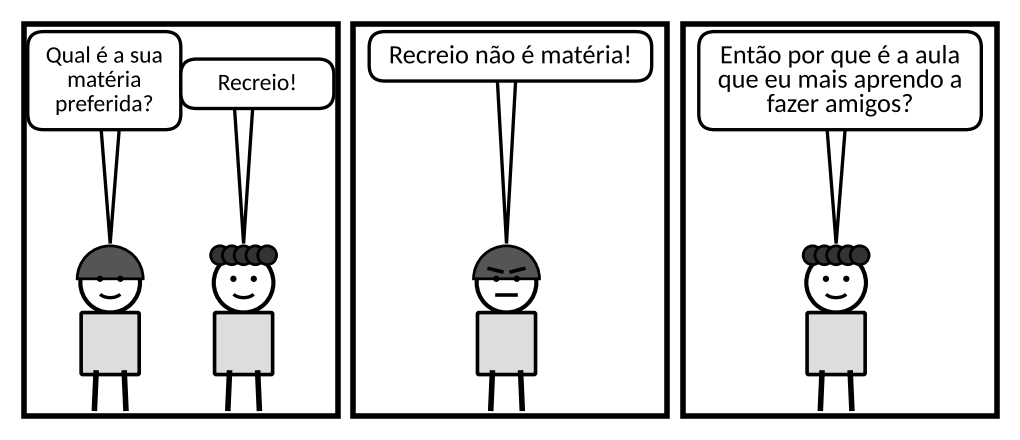 Qual é a sua
matéria
preferida?
Recreio!
Recreio não é matéria!
Então por que é a aula
que eu mais aprendo a
fazer amigos?